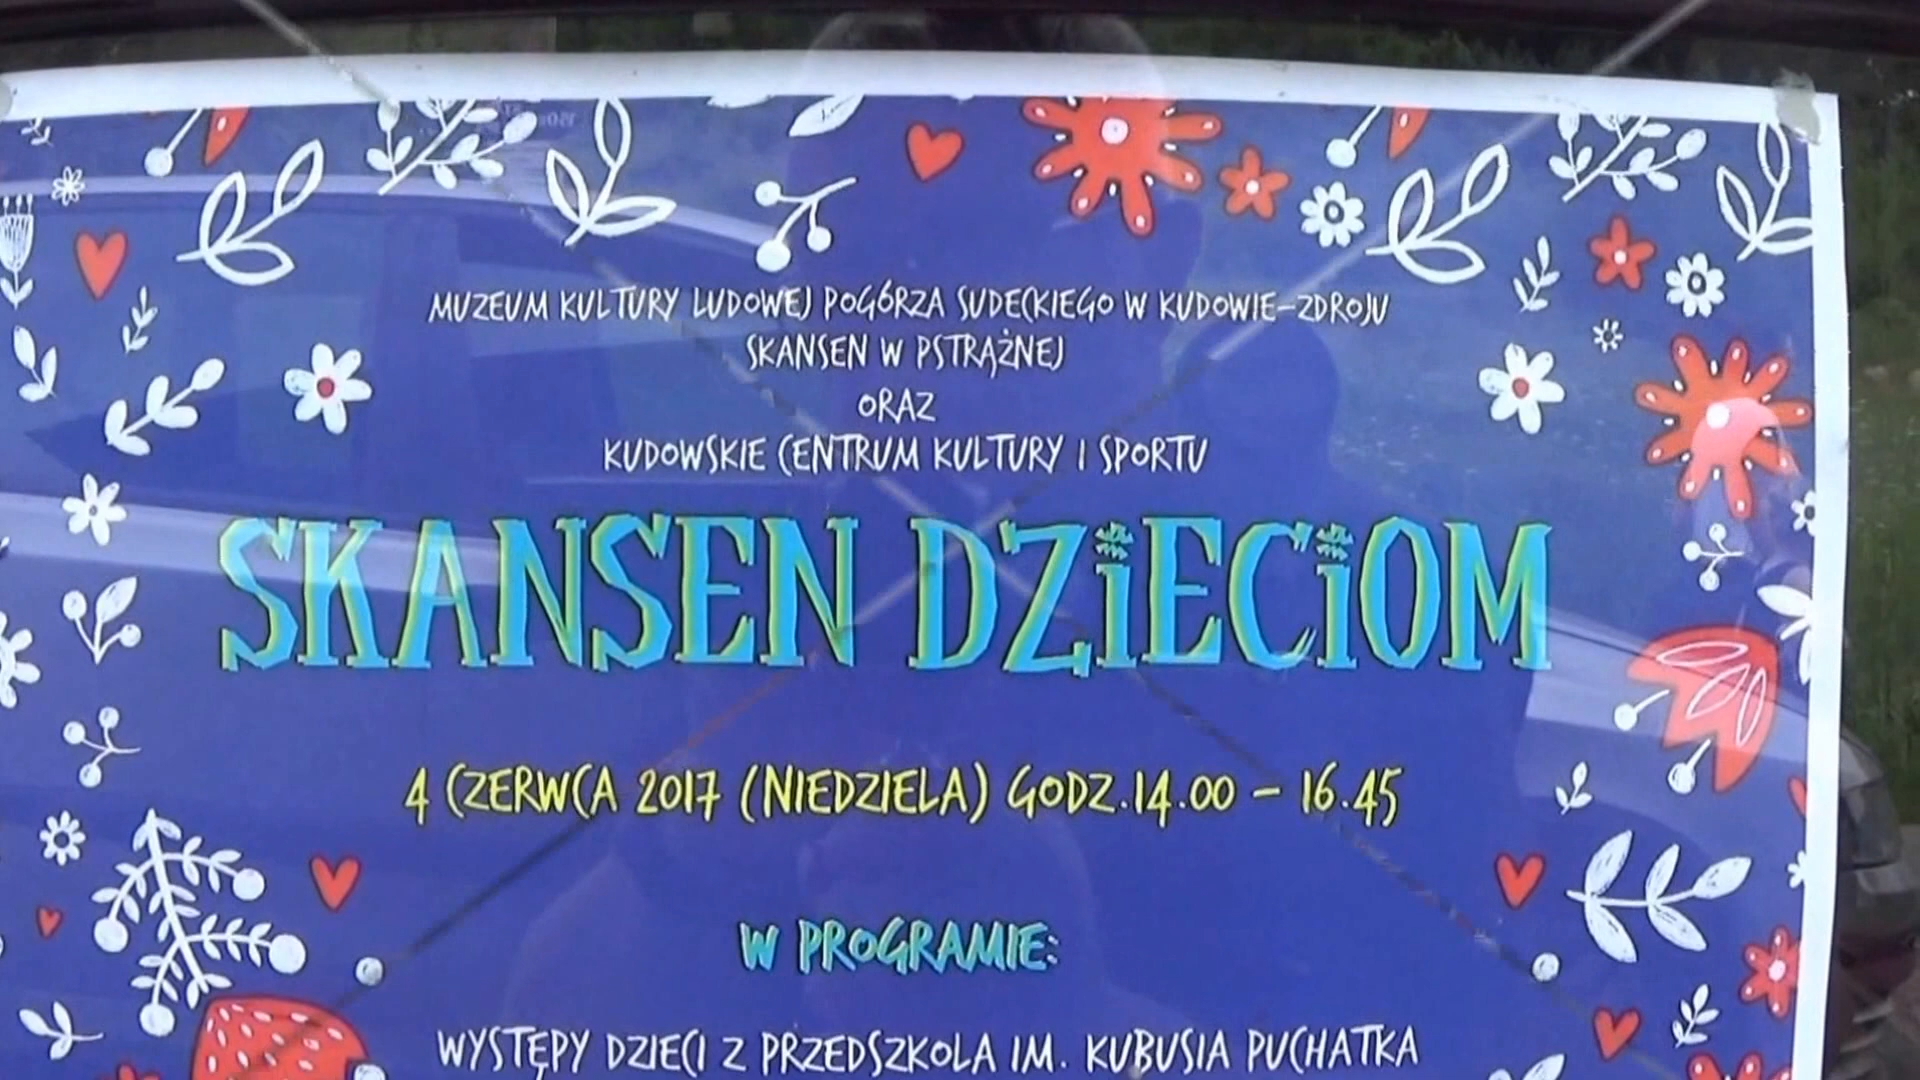 MUZEUM KULTURY LUDOWEJ POGÓRZA SUDECKIEGO W KUDOWIE-ZDROJU
SKANSEN W PSTRĄŻNEJ
ORAZ
KUDOWSKIE CENTRUM KULTURY I SPORTU
SKANSEN DZiECiOM
4 CZERWCA 2017 (NIEDZIELA) GODZ.14.00 - 16.45
W PROGRAMIE:
WYSTĘPY DZIECI Z PRZEDSZKOLA IM. KUBUSIA PUCHATKA